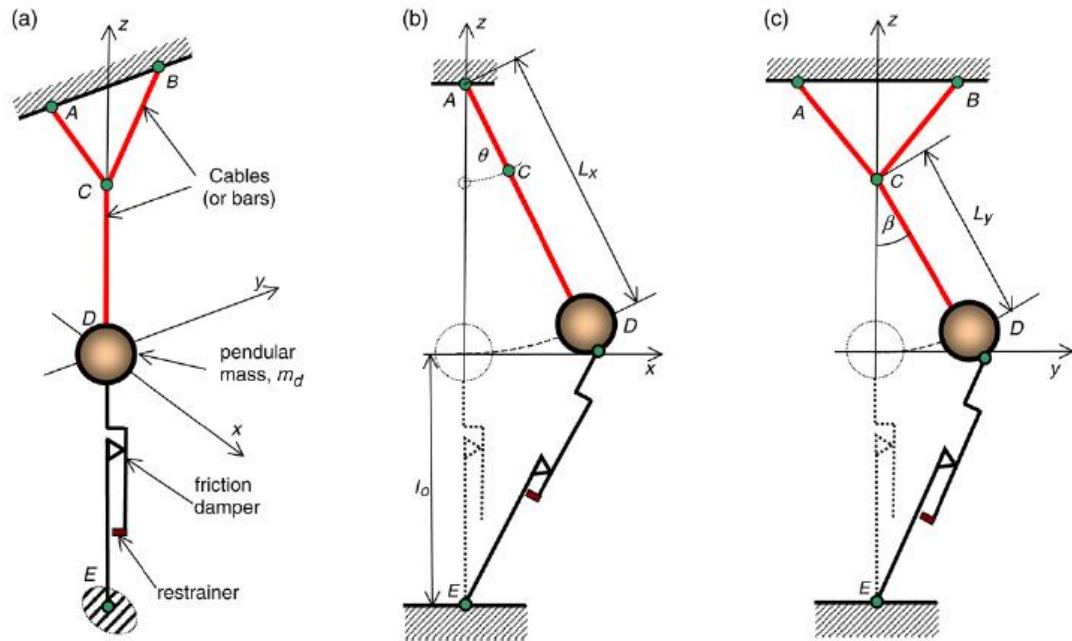 (a)
z
B
A
C
Cables
(or bars)
D
y
pendular
mass, m_d
x
friction
damper
E
restrainer
(b)
z
A
θ
C
L_x
D
x
l_o
E
(c)
z
A
B
C
L_y
β
D
y
E